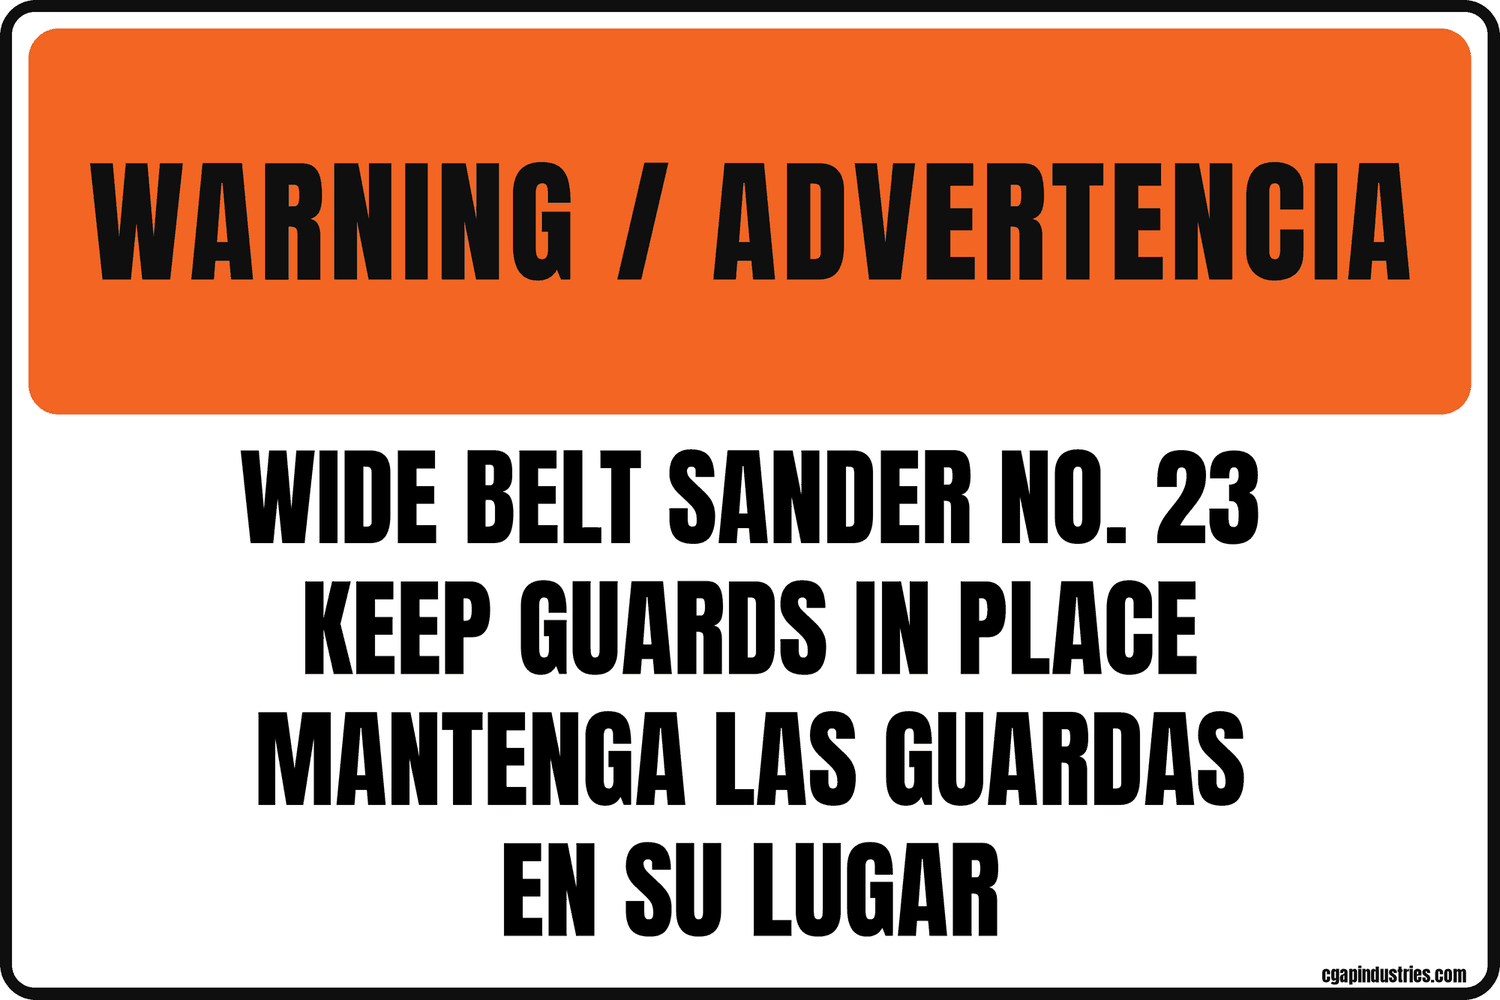 WARNING / ADVERTENCIA
WIDE BELT SANDER NO. 23
KEEP GUARDS IN PLACE
MANTENGA LAS GUARDAS
EN SU LUGAR
cgapindustries.com